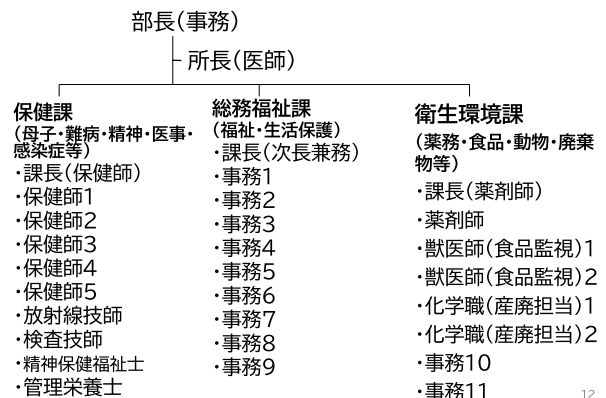 部長(事務)
所長(医師)
保健課
(母子・難病・精神・医事・
感染症等)
・課長(保健師)
・保健師1
・保健師2
・保健師3
・保健師4
・保健師5
・放射線技師
・検査技師
・精神保健福祉士
・管理栄養士
総務福祉課
(福祉・生活保護)
・課長(次長兼務)
・事務1
・事務2
・事務3
・事務4
・事務5
・事務6
・事務7
・事務8
・事務9
衛生環境課
(薬務・食品・動物・廃棄
物等)
・課長(薬剤師)
・薬剤師
・獣医師(食品監視)1
・獣医師(食品監視)2
・化学職(産廃担当)1
・化学職(産廃担当)2
・事務10
・事務11
12